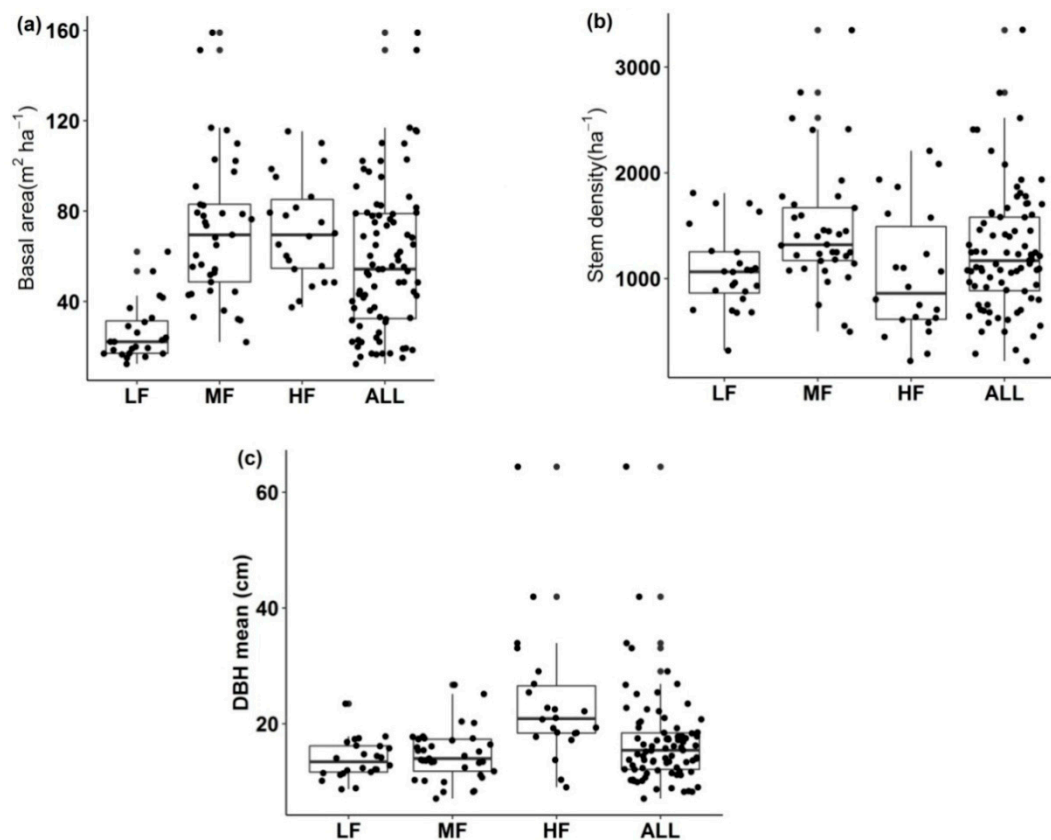 (a)
160
120
80
40
Basal area(m² ha⁻¹)
LF MF HF ALL
(b)
3000
2000
1000
Stem density(ha⁻¹)
LF MF HF ALL
(c)
60
40
20
DBH mean (cm)
LF MF HF ALL